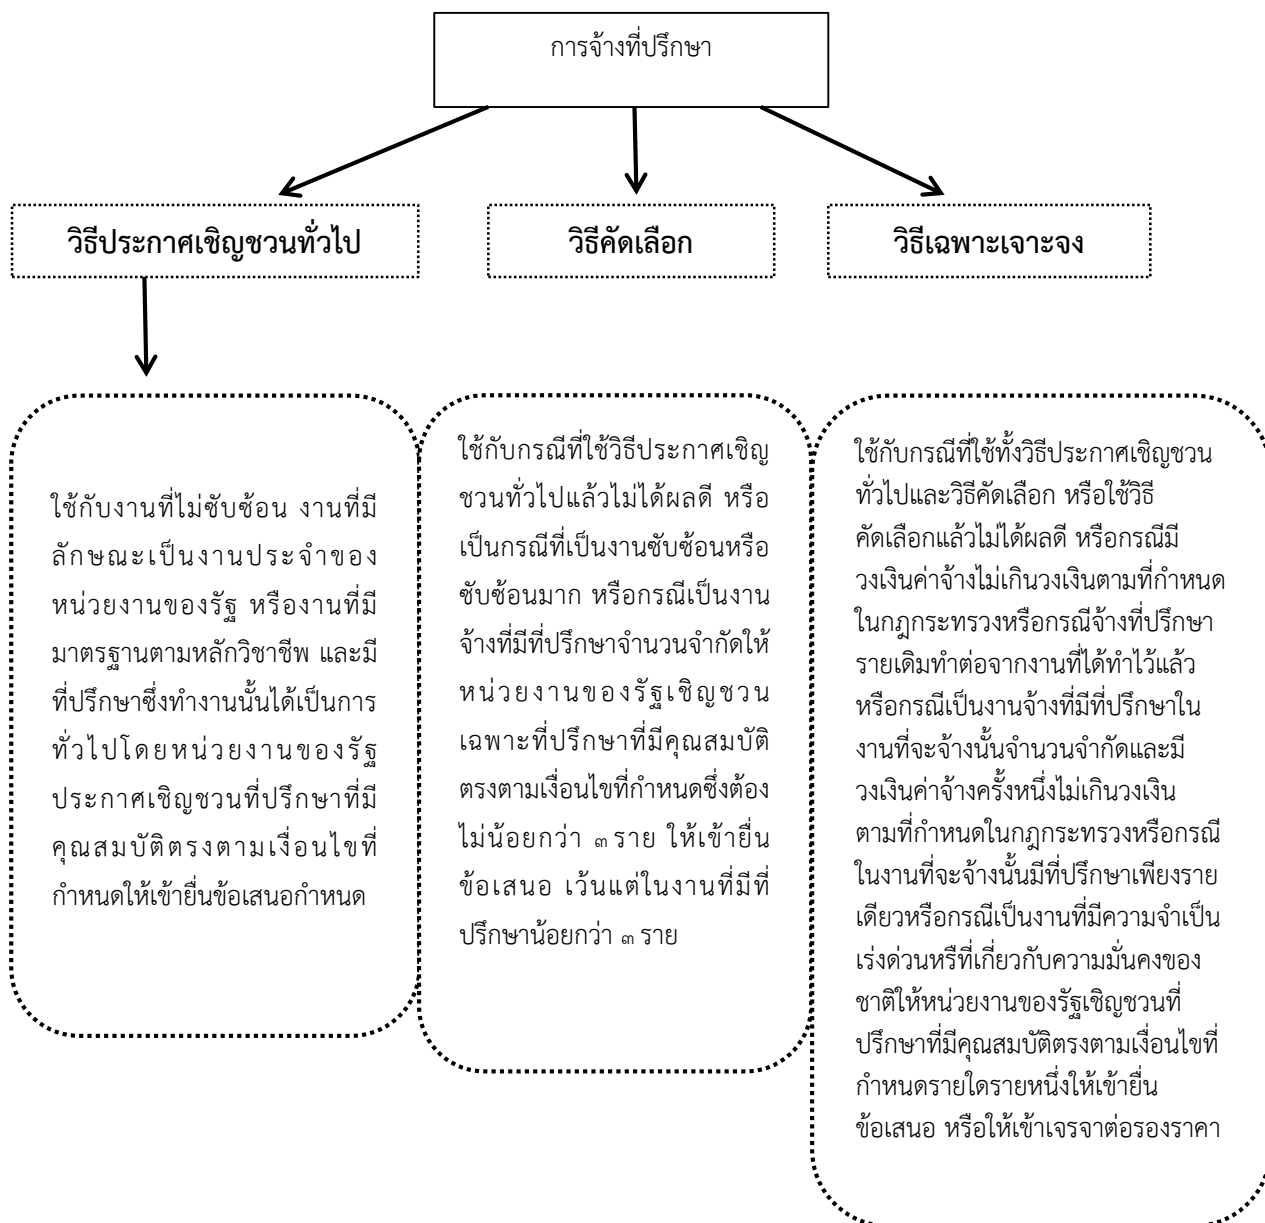 การจ้างที่ปรึกษา
วิธีประกาศเชิญชวนทั่วไป
วิธีคัดเลือก
วิธีเฉพาะเจาะจง
ใช้กับงานที่ไม่ซับซ้อน งานที่มี
ลักษณะเป็นงานประจำของ
หน่วยงานของรัฐ หรืองานที่มี
มาตรฐานตามหลักวิชาชีพ และมี
ที่ปรึกษาซึ่งทำงานนั้นได้เป็นการ
ทั่วไปโดยหน่วยงานของรัฐ
ประกาศเชิญชวนที่ปรึกษาที่มี
คุณสมบัติตรงตามเงื่อนไขที่
กำหนดให้เข้ายื่นข้อเสนอกำหนด
ใช้กับกรณีที่ใช้วิธีประกาศเชิญ
ชวนทั่วไปแล้วไม่ได้ผลดี หรือ
เป็นกรณีที่เป็นงานซับซ้อนหรือ
ซับซ้อนมาก หรือกรณีเป็นงาน
จ้างที่มีที่ปรึกษาจำนวนจำกัดให้
หน่วยงานของรัฐเชิญชวน
เฉพาะที่ปรึกษาที่มีคุณสมบัติ
ตรงตามเงื่อนไขที่กำหนดซึ่งต้อง
ไม่น้อยกว่า ๓ ราย ให้เข้ายื่น
ข้อเสนอ เว้นแต่ในงานที่มีที่
ปรึกษาน้อยกว่า ๓ ราย
ใช้กับกรณีที่ใช้ทั้งวิธีประกาศเชิญชวน
ทั่วไปและวิธีคัดเลือก หรือใช้วิธี
คัดเลือกแล้วไม่ได้ผลดี หรือกรณีมี
วงเงินค่าจ้างไม่เกินวงเงินตามที่กำหนด
ในกฎกระทรวงหรือกรณีจ้างที่ปรึกษา
รายเดิมทำต่อจากงานที่ได้ทำไว้แล้ว
หรือกรณีเป็นงานจ้างที่มีที่ปรึกษาใน
งานที่จะจ้างนั้นจำนวนจำกัดและมี
วงเงินค่าจ้างครั้งหนึ่งไม่เกินวงเงิน
ตามที่กำหนดในกฎกระทรวงหรือกรณี
ในงานที่จะจ้างนั้นมีที่ปรึกษาเพียงราย
เดียวหรือกรณีเป็นงานที่มีความจำเป็น
เร่งด่วนหรืที่เกี่ยวกับความมั่นคงของ
ชาติให้หน่วยงานของรัฐเชิญชวนที่
ปรึกษาที่มีคุณสมบัติตรงตามเงื่อนไขที่
กำหนดรายใดรายหนึ่งให้เข้ายื่น
ข้อเสนอ หรือให้เข้าเจรจาต่อรองราคา